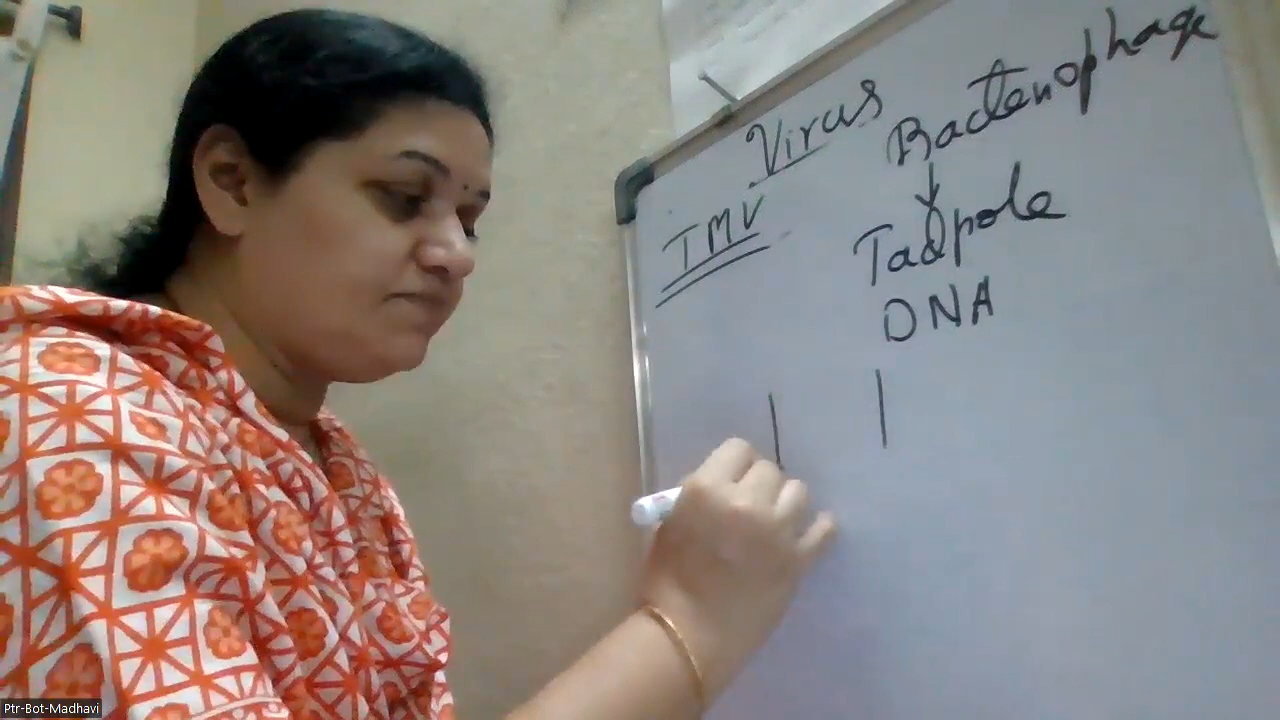 Virus
Bacteriophage
TMV
Tadpole
DNA
Ptr-Bot-Madhavi